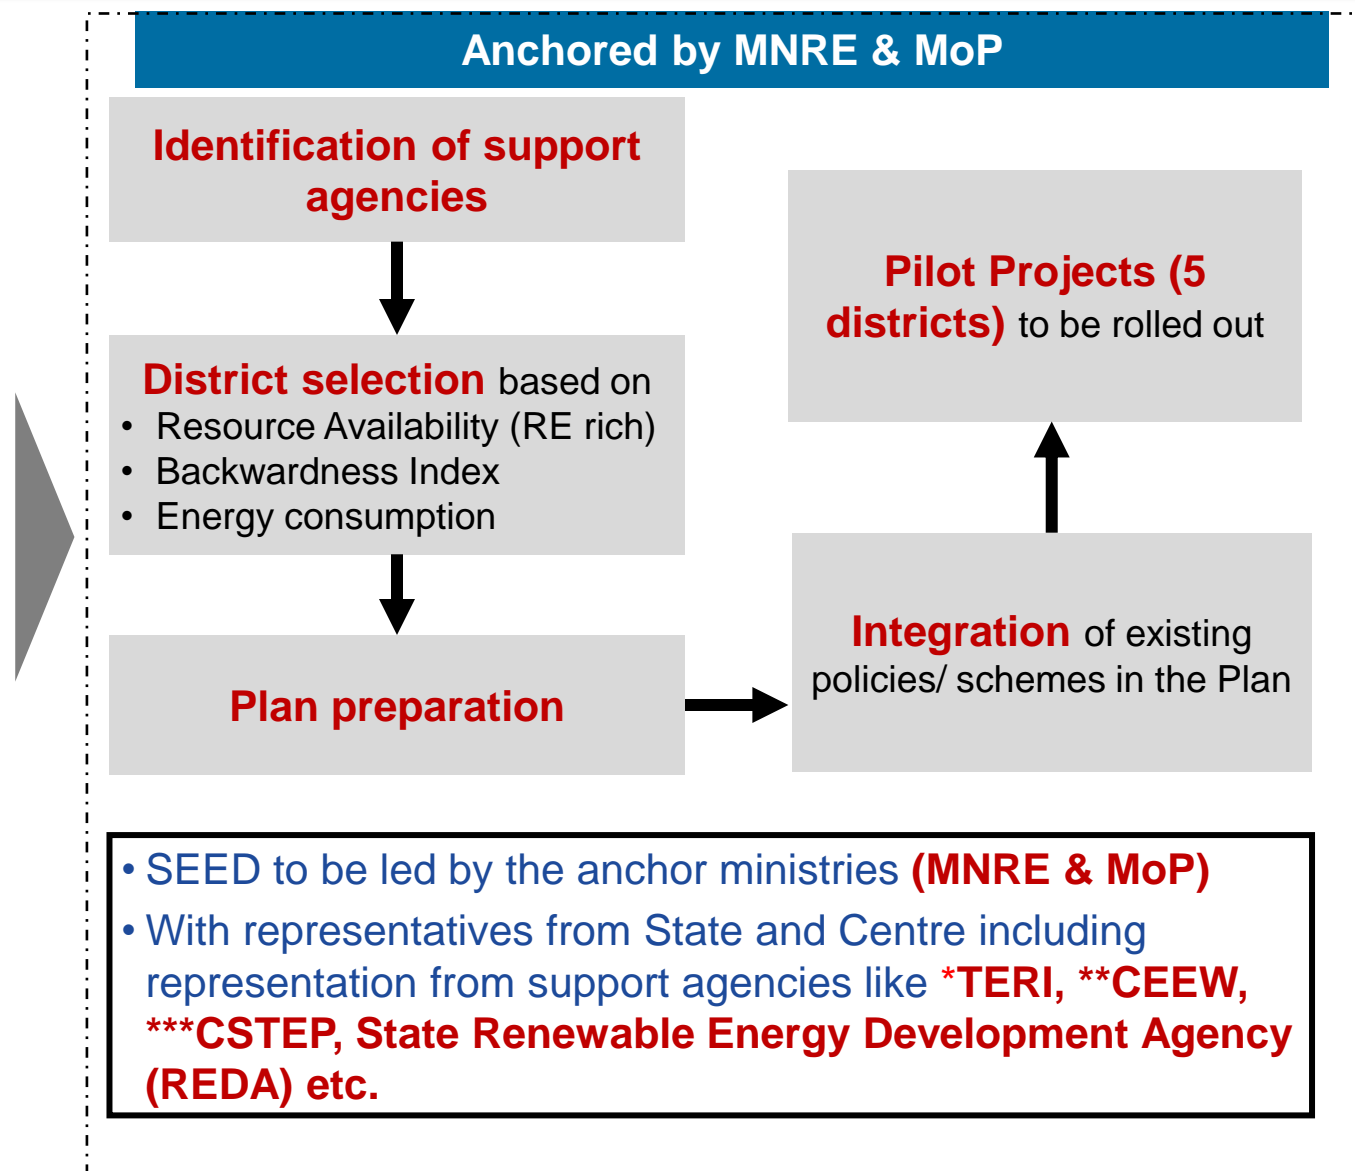 Anchored by MNRE & MoP
Identification of support
agencies
District selection based on
• Resource Availability (RE rich)
• Backwardness Index
• Energy consumption
Plan preparation
Pilot Projects (5
districts) to be rolled out
Integration of existing
policies/ schemes in the Plan
• SEED to be led by the anchor ministries (MNRE & MoP)
• With representatives from State and Centre including
representation from support agencies like *TERI, **CEEW,
***CSTEP, State Renewable Energy Development Agency
(REDA) etc.